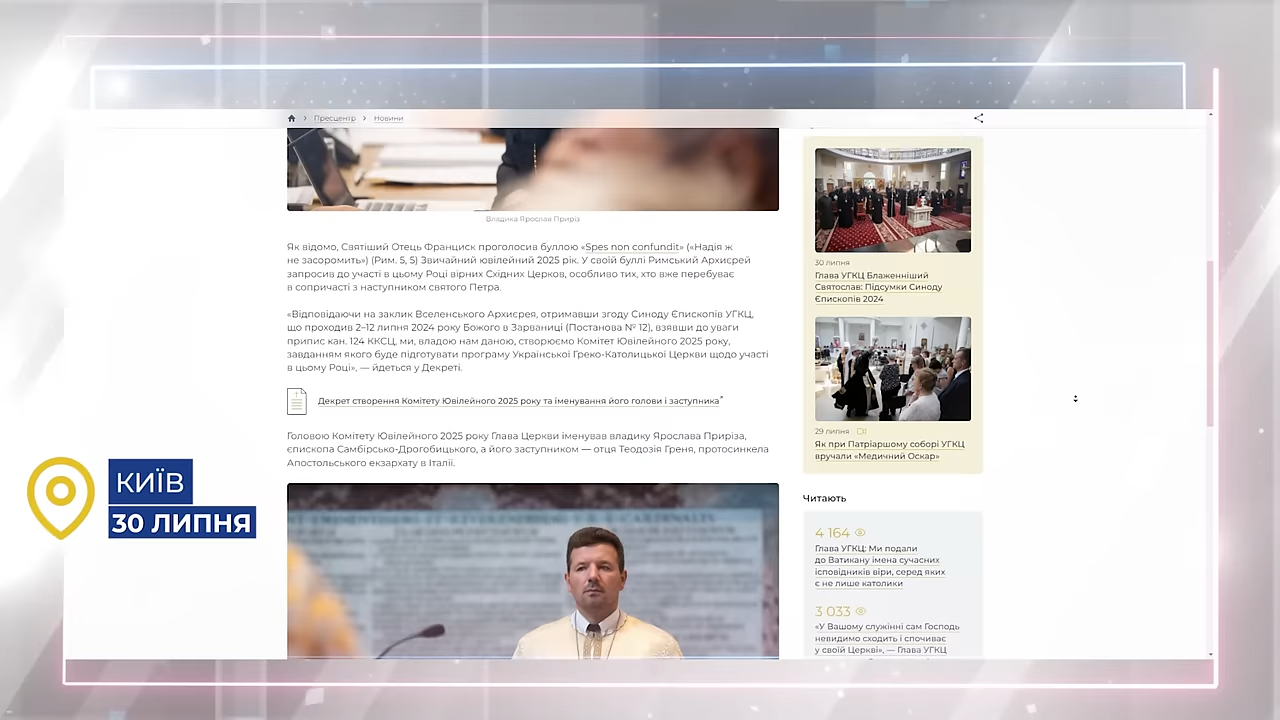 Пресцентр
Новини
Владика Ярослав Приріз
Як відомо, Святіший Отець Франциск проголосив буллою «Spes non confundit» («Надія ж
не засоромить») (Рим. 5, 5) Звичайний ювілейний 2025 рік. У своїй буллі Римський Архиєрей
запросив до участі в цьому Році вірних Східних Церков, особливо тих, хто вже перебуває
в сопричасті з наступником святого Петра.
«Відповідаючи на заклик Вселенського Архиєрея, отримавши згоду Синоду Єпископів УГКЦ,
що проходив 2–12 липня 2024 року Божого в Зарваниці (Постанова № 12), взявши до уваги
припис кан. 124 ККСЦ, ми, владою нам даною, створюємо Комітет Ювілейного 2025 року,
завданням якого буде підготувати програму Української Греко-Католицької Церкви щодо участі
в цьому Році», — йдеться у Декреті.
Декрет створення Комітету Ювілейного 2025 року та іменування його голови і заступника
Головою Комітету Ювілейного 2025 року Глава Церкви іменував владику Ярослава Приріза,
єпископа Самбірсько-Дрогобицького, а його заступником — отця Теодозія Греня, протосинкела
Апостольського екзархату в Італії.
30 липня
Глава УГКЦ Блаженніший
Святослав: Підсумки Синоду
Єпископів 2024
29 липня
Як при Патріаршому соборі УГКЦ
вручали «Медичний Оскар»
Читають
4 164
Глава УГКЦ: Ми подали
до Ватикану імена сучасних
ісповідників віри, серед яких
є не лише католики
3 033
«У Вашому служінні сам Господь
невидимо сходить і спочиває
у своїй Церкві», — Глава УГКЦ
КИЇВ
30 ЛИПНЯ